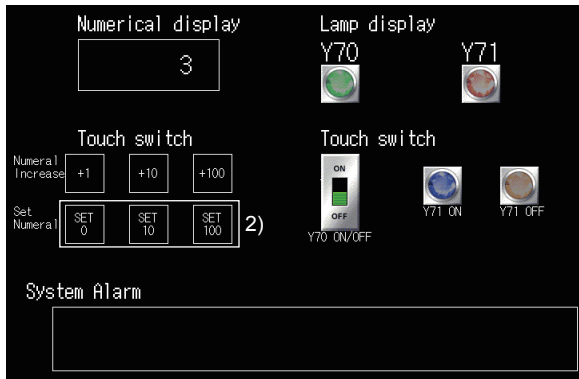 Numerical display
3
Lamp display
Y70
Y71
Touch switch
Numeral
Increase
+1
+10
+100
Set
Numeral
SET
0
SET
10
SET
100
2)
Touch switch
ON
OFF
Y70 ON/OFF
Y71 ON
Y71 OFF
System Alarm